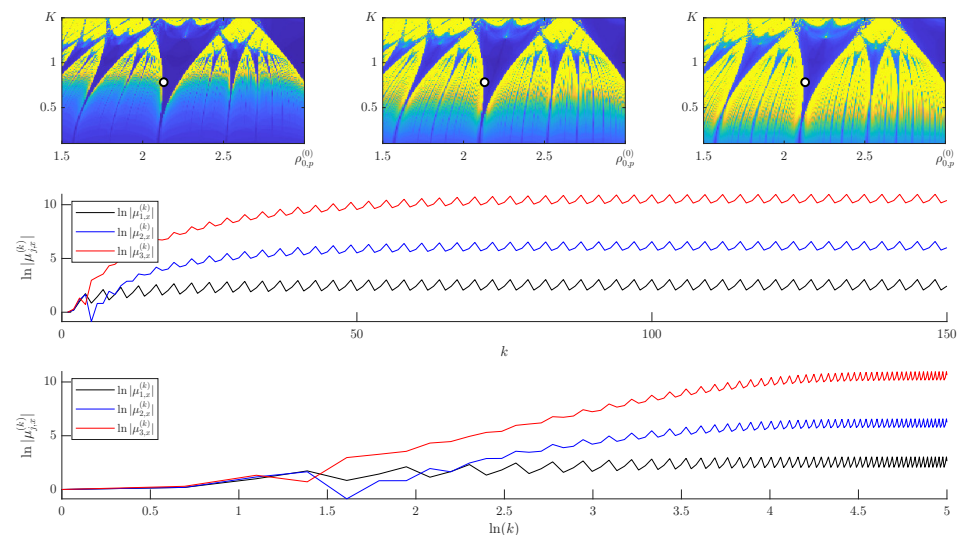 K K K
1 1 1
0.5 0.5 0.5
1.5 2 2.5 ρ_{0,p}^{(0)} 1.5 2 2.5 ρ_{0,p}^{(0)} 1.5 2 2.5 ρ_{0,p}^{(0)}
ln|μ_{j,x}^{(k)}|
10
5
0
ln|μ_{1,x}^{(k)}|
ln|μ_{2,x}^{(k)}|
ln|μ_{3,x}^{(k)}|
0 50 100 150
k
ln|μ_{j,x}^{(k)}|
10
5
0
ln|μ_{1,x}^{(k)}|
ln|μ_{2,x}^{(k)}|
ln|μ_{3,x}^{(k)}|
0 0.5 1 1.5 2 2.5 3 3.5 4 4.5 5
ln(k)